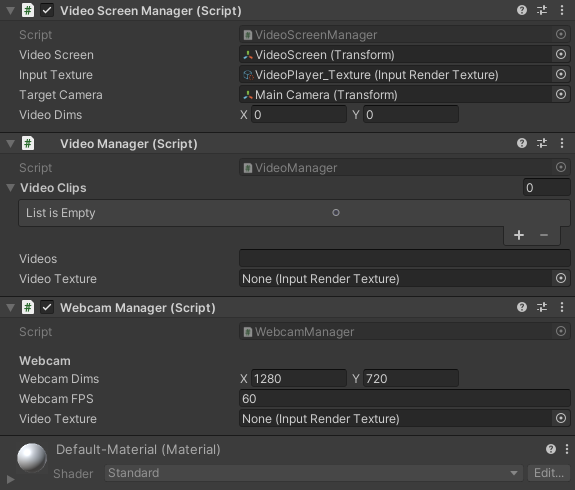 Video Screen Manager (Script)
Script VideoScreenManager
Video Screen VideoScreen (Transform)
Input Texture VideoPlayer_Texture (Input Render Texture)
Target Camera Main Camera (Transform)
Video Dims X 0 Y 0
Video Manager (Script)
Script VideoManager
Video Clips 0
List is Empty
Videos
Video Texture None (Input Render Texture)
Webcam Manager (Script)
Script WebcamManager
Webcam
Webcam Dims X 1280 Y 720
Webcam FPS 60
Video Texture None (Input Render Texture)
Default-Material (Material)
Shader Standard Edit...